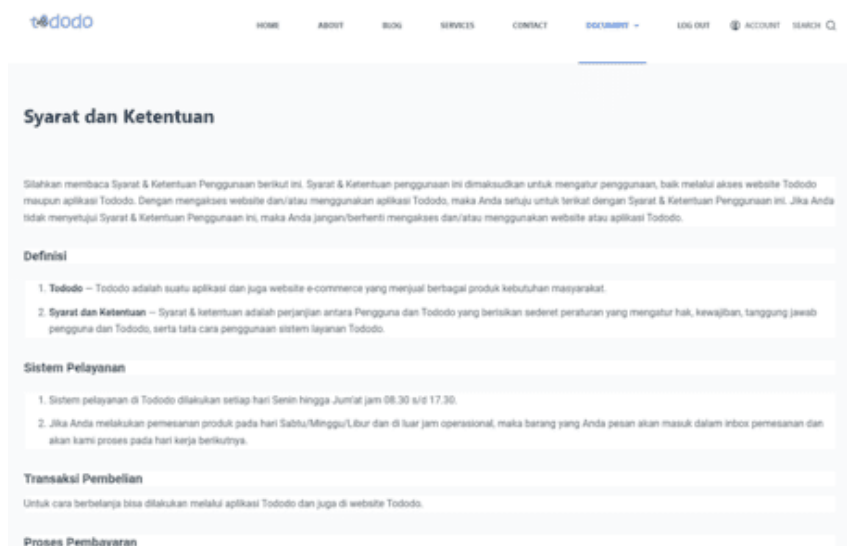 tododo
HOME ABOUT BLOG SERVICES CONTACT DOCUMENT LOG OUT ACCOUNT SEARCH
Syarat dan Ketentuan
Silahkan membaca Syarat & Ketentuan Penggunaan berikut ini. Syarat & Ketentuan penggunaan ini dimaksudkan untuk mengatur penggunaan, baik melalui akses website Tododo
maupun aplikasi Tododo. Dengan mengakses website dan/atau menggunakan aplikasi Tododo, maka Anda setuju untuk terikat dengan Syarat & Ketentuan Penggunaan ini. Jika Anda
tidak menyetujui Syarat & Ketentuan Penggunaan ini, maka Anda jangan/berhenti mengakses dan/atau menggunakan website atau aplikasi Tododo.
Definisi
1. Tododo — Tododo adalah suatu aplikasi dan juga website e-commerce yang menjual berbagai produk kebutuhan masyarakat.
2. Syarat dan Ketentuan — Syarat & ketentuan adalah perjanjian antara Pengguna dan Tododo yang berisikan sederet peraturan yang mengatur hak, kewajiban, tanggung jawab
pengguna dan Tododo, serta tata cara penggunaan sistem layanan Tododo.
Sistem Pelayanan
1. Sistem pelayanan di Tododo dilakukan setiap hari Senin hingga Jum'at jam 08.30 s/d 17.30.
2. Jika Anda melakukan pemesanan produk pada hari Sabtu/Minggu/Libur dan di luar jam operasional, maka barang yang Anda pesan akan masuk dalam inbox pemesanan dan
akan kami proses pada hari kerja berikutnya.
Transaksi Pembelian
Untuk cara berbelanja bisa dilakukan melalui aplikasi Tododo dan juga di website Tododo.
Proses Pembayaran